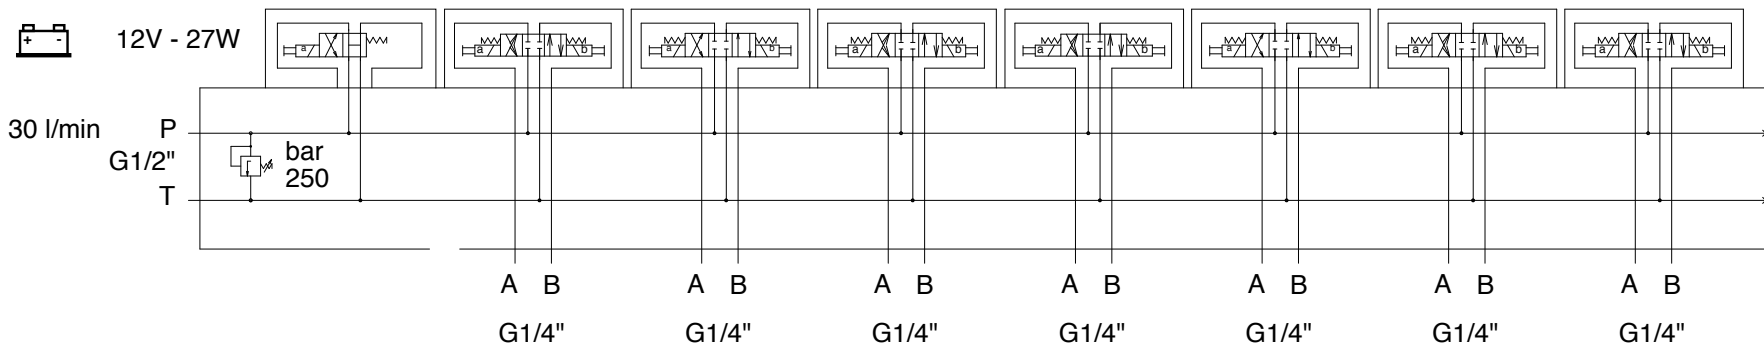 + - 12V - 27W
a
a b
a b
a b
a b
a b
a b
a b
30 l/min P
G1/2" bar
250
T
A B A B A B A B A B A B A B
G1/4" G1/4" G1/4" G1/4" G1/4" G1/4" G1/4"